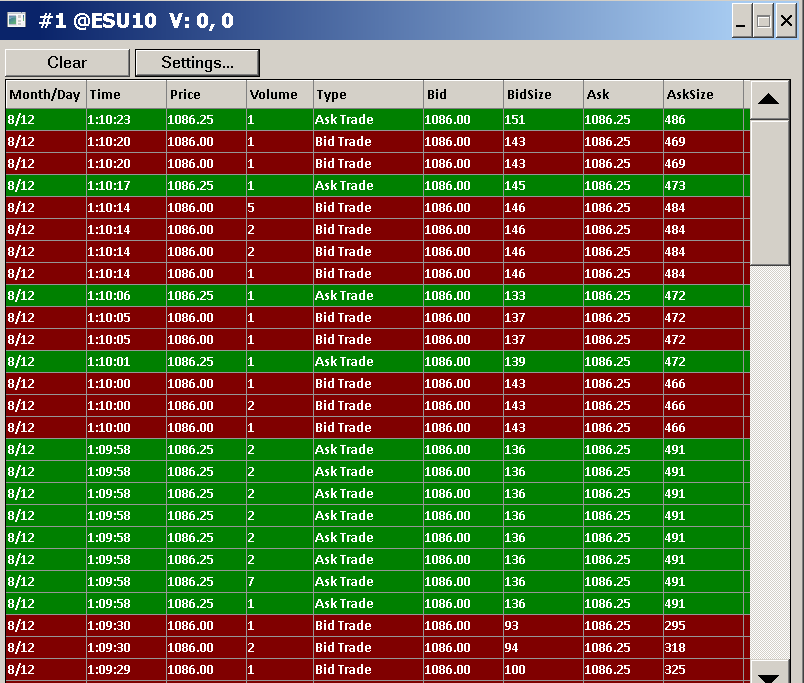 #1 @ESU10 V: 0, 0
Clear Settings...
Month/Day Time Price Volume Type Bid BidSize Ask AskSize
8/12 1:10:23 1086.25 1 Ask Trade 1086.00 151 1086.25 486
8/12 1:10:20 1086.00 1 Bid Trade 1086.00 143 1086.25 469
8/12 1:10:20 1086.00 1 Bid Trade 1086.00 143 1086.25 469
8/12 1:10:17 1086.25 1 Ask Trade 1086.00 145 1086.25 473
8/12 1:10:14 1086.00 5 Bid Trade 1086.00 146 1086.25 484
8/12 1:10:14 1086.00 2 Bid Trade 1086.00 146 1086.25 484
8/12 1:10:14 1086.00 2 Bid Trade 1086.00 146 1086.25 484
8/12 1:10:14 1086.00 1 Bid Trade 1086.00 146 1086.25 484
8/12 1:10:06 1086.25 1 Ask Trade 1086.00 133 1086.25 472
8/12 1:10:05 1086.00 1 Bid Trade 1086.00 137 1086.25 472
8/12 1:10:05 1086.00 1 Bid Trade 1086.00 137 1086.25 472
8/12 1:10:01 1086.25 1 Ask Trade 1086.00 139 1086.25 472
8/12 1:10:00 1086.00 1 Bid Trade 1086.00 143 1086.25 466
8/12 1:10:00 1086.00 2 Bid Trade 1086.00 143 1086.25 466
8/12 1:10:00 1086.00 1 Bid Trade 1086.00 143 1086.25 466
8/12 1:09:58 1086.25 2 Ask Trade 1086.00 136 1086.25 491
8/12 1:09:58 1086.25 2 Ask Trade 1086.00 136 1086.25 491
8/12 1:09:58 1086.25 2 Ask Trade 1086.00 136 1086.25 491
8/12 1:09:58 1086.25 2 Ask Trade 1086.00 136 1086.25 491
8/12 1:09:58 1086.25 2 Ask Trade 1086.00 136 1086.25 491
8/12 1:09:58 1086.25 2 Ask Trade 1086.00 136 1086.25 491
8/12 1:09:58 1086.25 7 Ask Trade 1086.00 136 1086.25 491
8/12 1:09:58 1086.25 1 Ask Trade 1086.00 136 1086.25 491
8/12 1:09:30 1086.00 1 Bid Trade 1086.00 93 1086.25 295
8/12 1:09:30 1086.00 2 Bid Trade 1086.00 94 1086.25 318
8/12 1:09:29 1086.00 1 Bid Trade 1086.00 100 1086.25 325